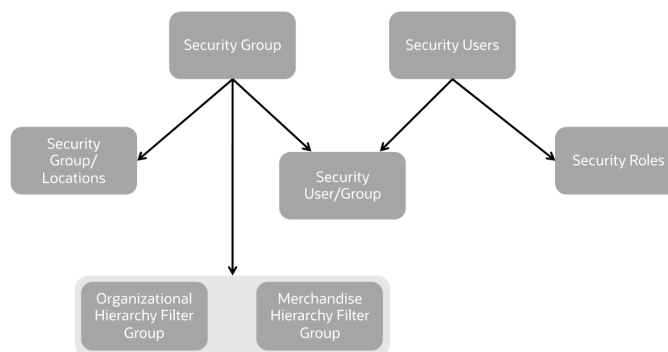 Security Group
Security Users
Security
Group/
Locations
Security
User/Group
Security Roles
Organizational
Hierarchy Filter
Group
Merchandise
Hierarchy Filter
Group